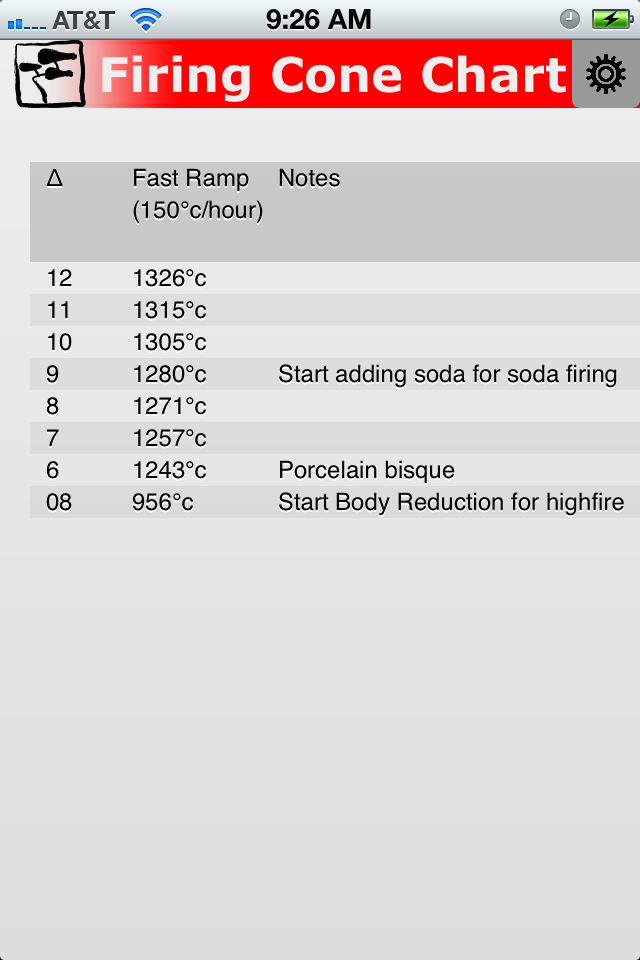 AT&T 9:26 AM
Firing Cone Chart
Δ Fast Ramp Notes
(150°c/hour)
12 1326°c
11 1315°c
10 1305°c
9 1280°c Start adding soda for soda firing
8 1271°c
7 1257°c
6 1243°c Porcelain bisque
08 956°c Start Body Reduction for highfire